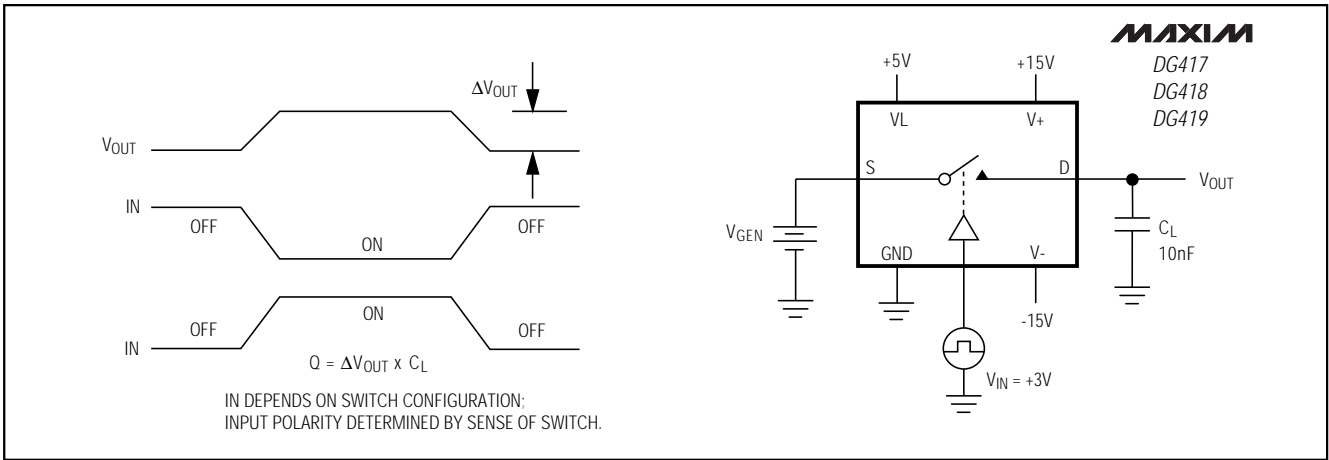 ΔVOUT
VOUT
IN
OFF
ON
OFF
IN
OFF
ON
OFF
Q = ΔVOUT x CL
IN DEPENDS ON SWITCH CONFIGURATION;
INPUT POLARITY DETERMINED BY SENSE OF SWITCH.
MAXIM
DG417
DG418
DG419
+5V
+15V
VL
V+
S
D
VOUT
VGEN
CL
10nF
GND
V-
-15V
VIN = +3V